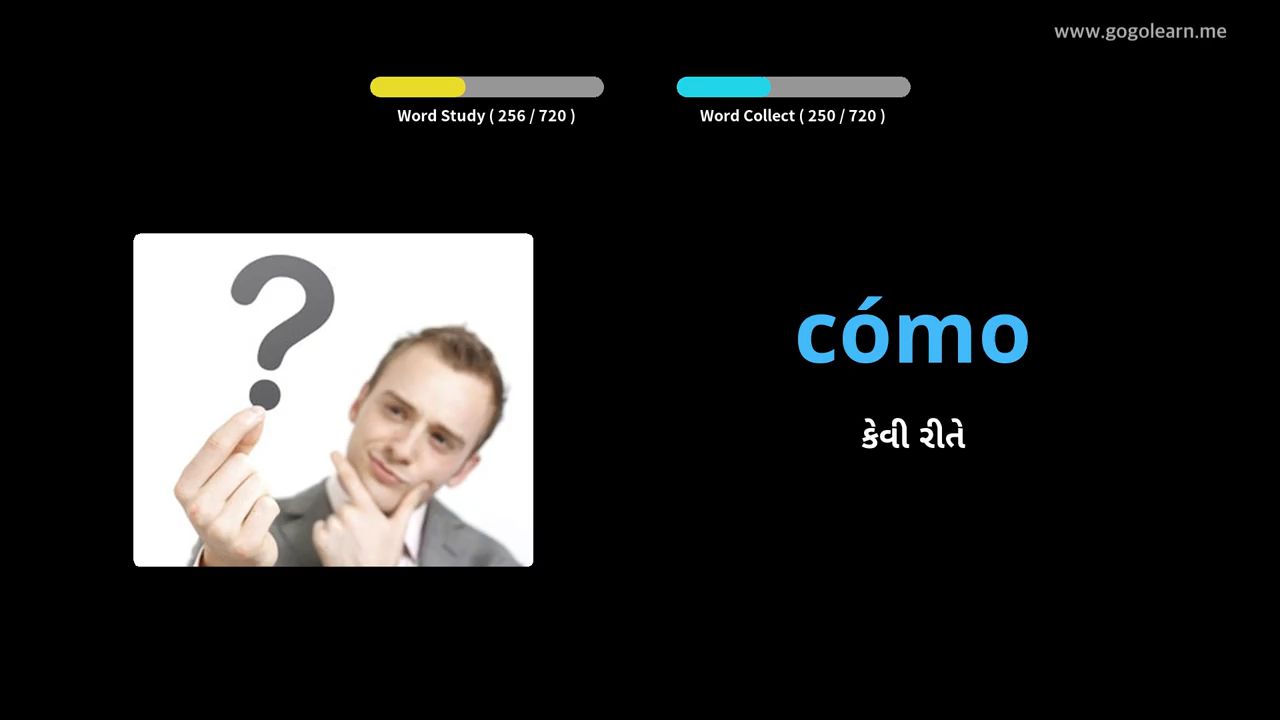 www.gogolearn.me
Word Study ( 256 / 720 )
Word Collect ( 250 / 720 )
?
cómo
કેવી રીતે